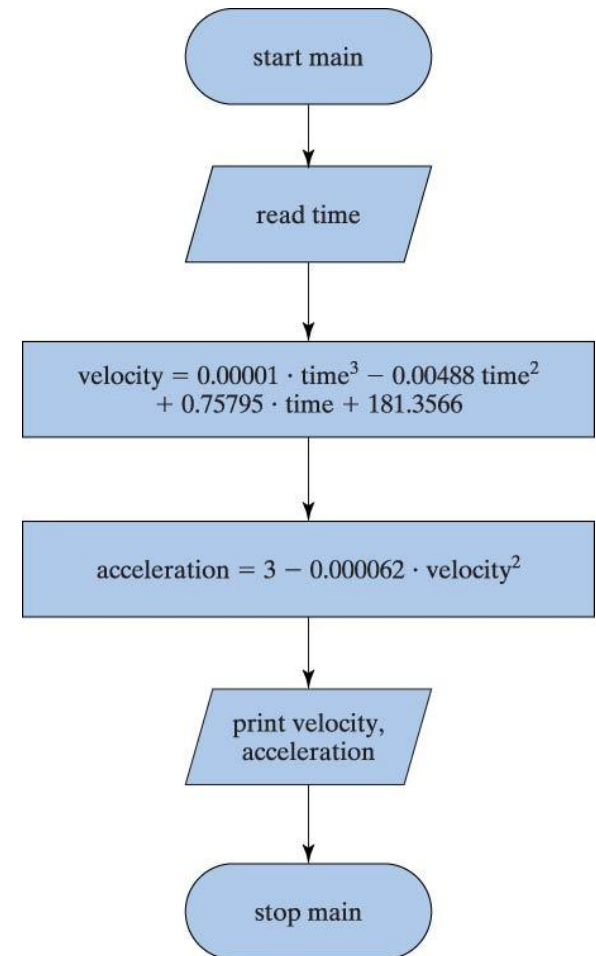 start main
read time
velocity = 0.00001 · time³ − 0.00488 time²
+ 0.75795 · time + 181.3566
acceleration = 3 − 0.000062 · velocity²
print velocity,
acceleration
stop main